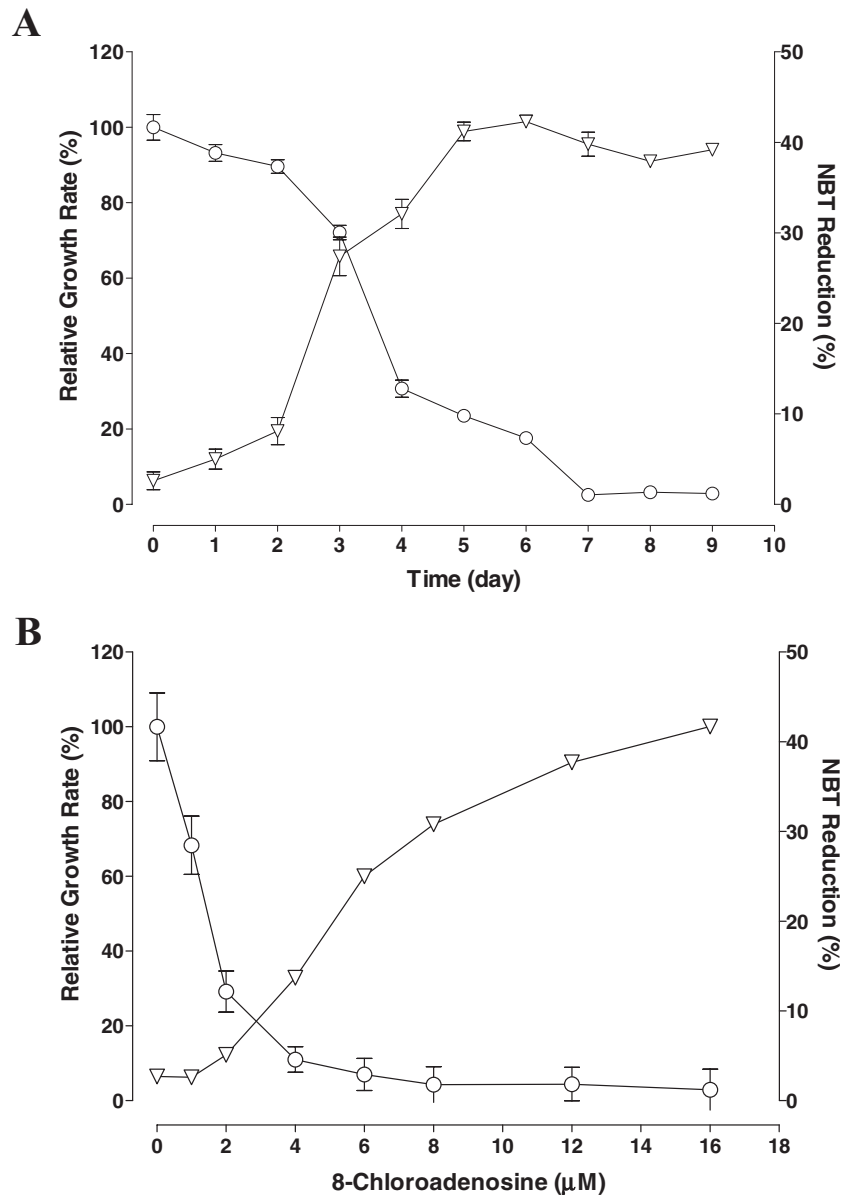 A
Relative Growth Rate (%)
120
100
80
60
40
20
0
50
40
30
20
10
0
NBT Reduction (%)
0 1 2 3 4 5 6 7 8 9 10
Time (day)
B
Relative Growth Rate (%)
120
100
80
60
40
20
0
50
40
30
20
10
0
NBT Reduction (%)
0 2 4 6 8 10 12 14 16 18
8-Chloroadenosine (μM)